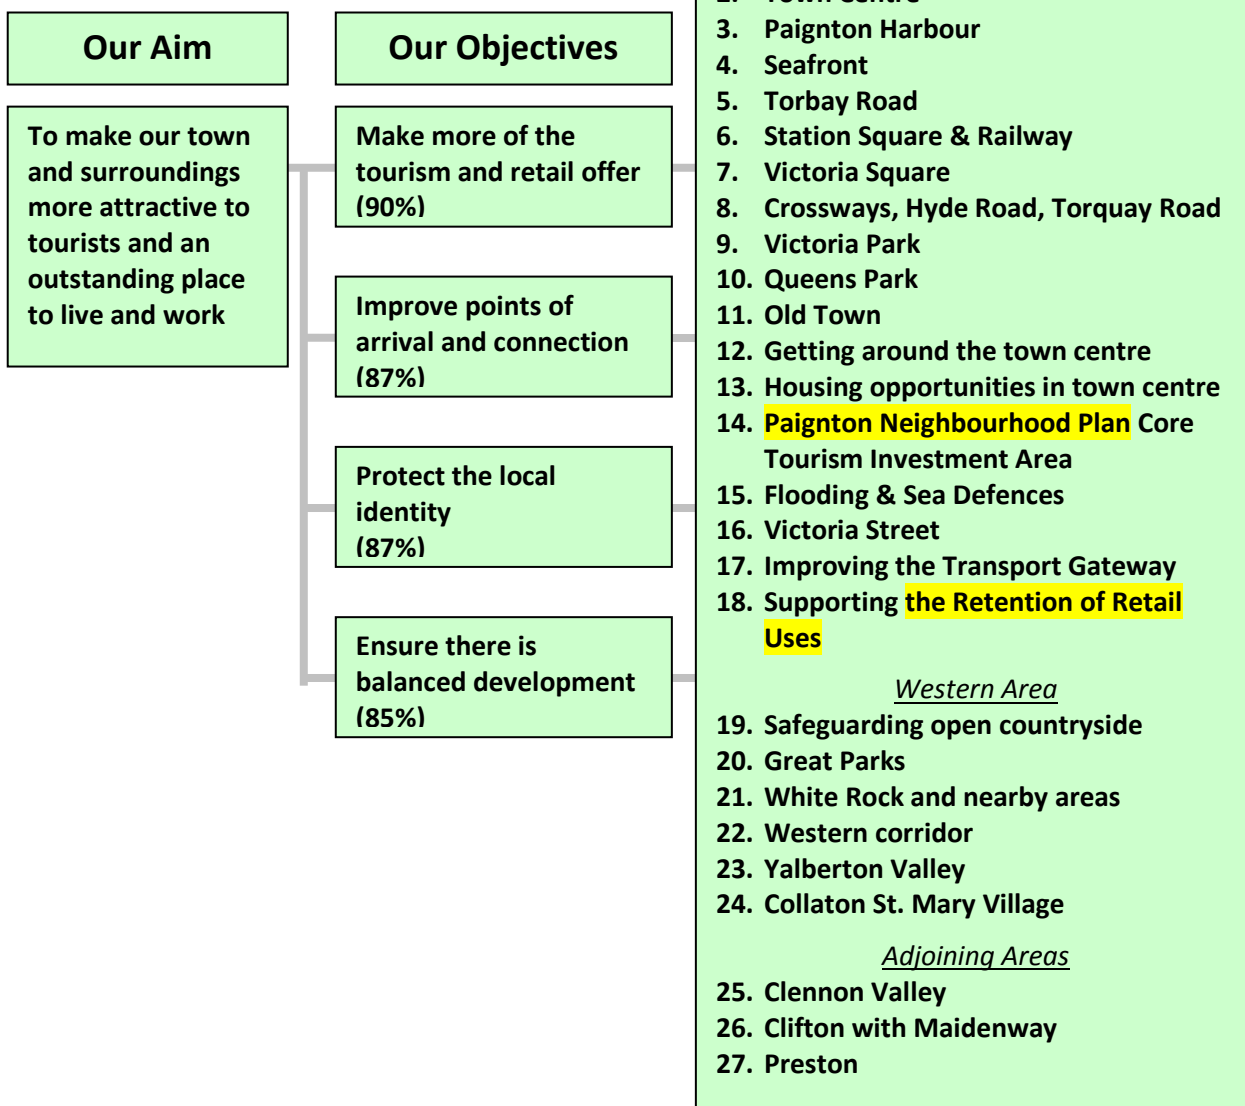 Our Aim
To make our town
and surroundings
more attractive to
tourists and an
outstanding place
to live and work
Our Objectives
Make more of the
tourism and retail offer
(90%)
Improve points of
arrival and connection
(87%)
Protect the local
identity
(87%)
Ensure there is
balanced development
(85%)
2. Town Centre
3. Paignton Harbour
4. Seafront
5. Torbay Road
6. Station Square & Railway
7. Victoria Square
8. Crossways, Hyde Road, Torquay Road
9. Victoria Park
10. Queens Park
11. Old Town
12. Getting around the town centre
13. Housing opportunities in town centre
14. Paignton Neighbourhood Plan Core
Tourism Investment Area
15. Flooding & Sea Defences
16. Victoria Street
17. Improving the Transport Gateway
18. Supporting the Retention of Retail
Uses
Western Area
19. Safeguarding open countryside
20. Great Parks
21. White Rock and nearby areas
22. Western corridor
23. Yalberton Valley
24. Collaton St. Mary Village
Adjoining Areas
25. Clennon Valley
26. Clifton with Maidenway
27. Preston